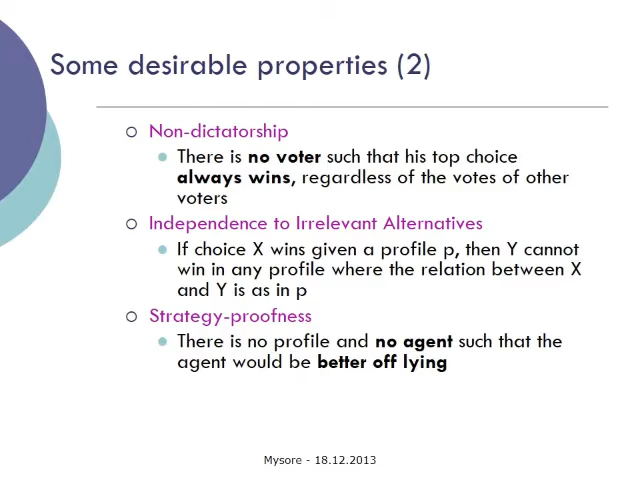 Some desirable properties (2)
Non-dictatorship
There is no voter such that his top choice
always wins, regardless of the votes of other
voters
Independence to Irrelevant Alternatives
If choice X wins given a profile p, then Y cannot
win in any profile where the relation between X
and Y is as in p
Strategy-proofness
There is no profile and no agent such that the
agent would be better off lying
Mysore - 18.12.2013